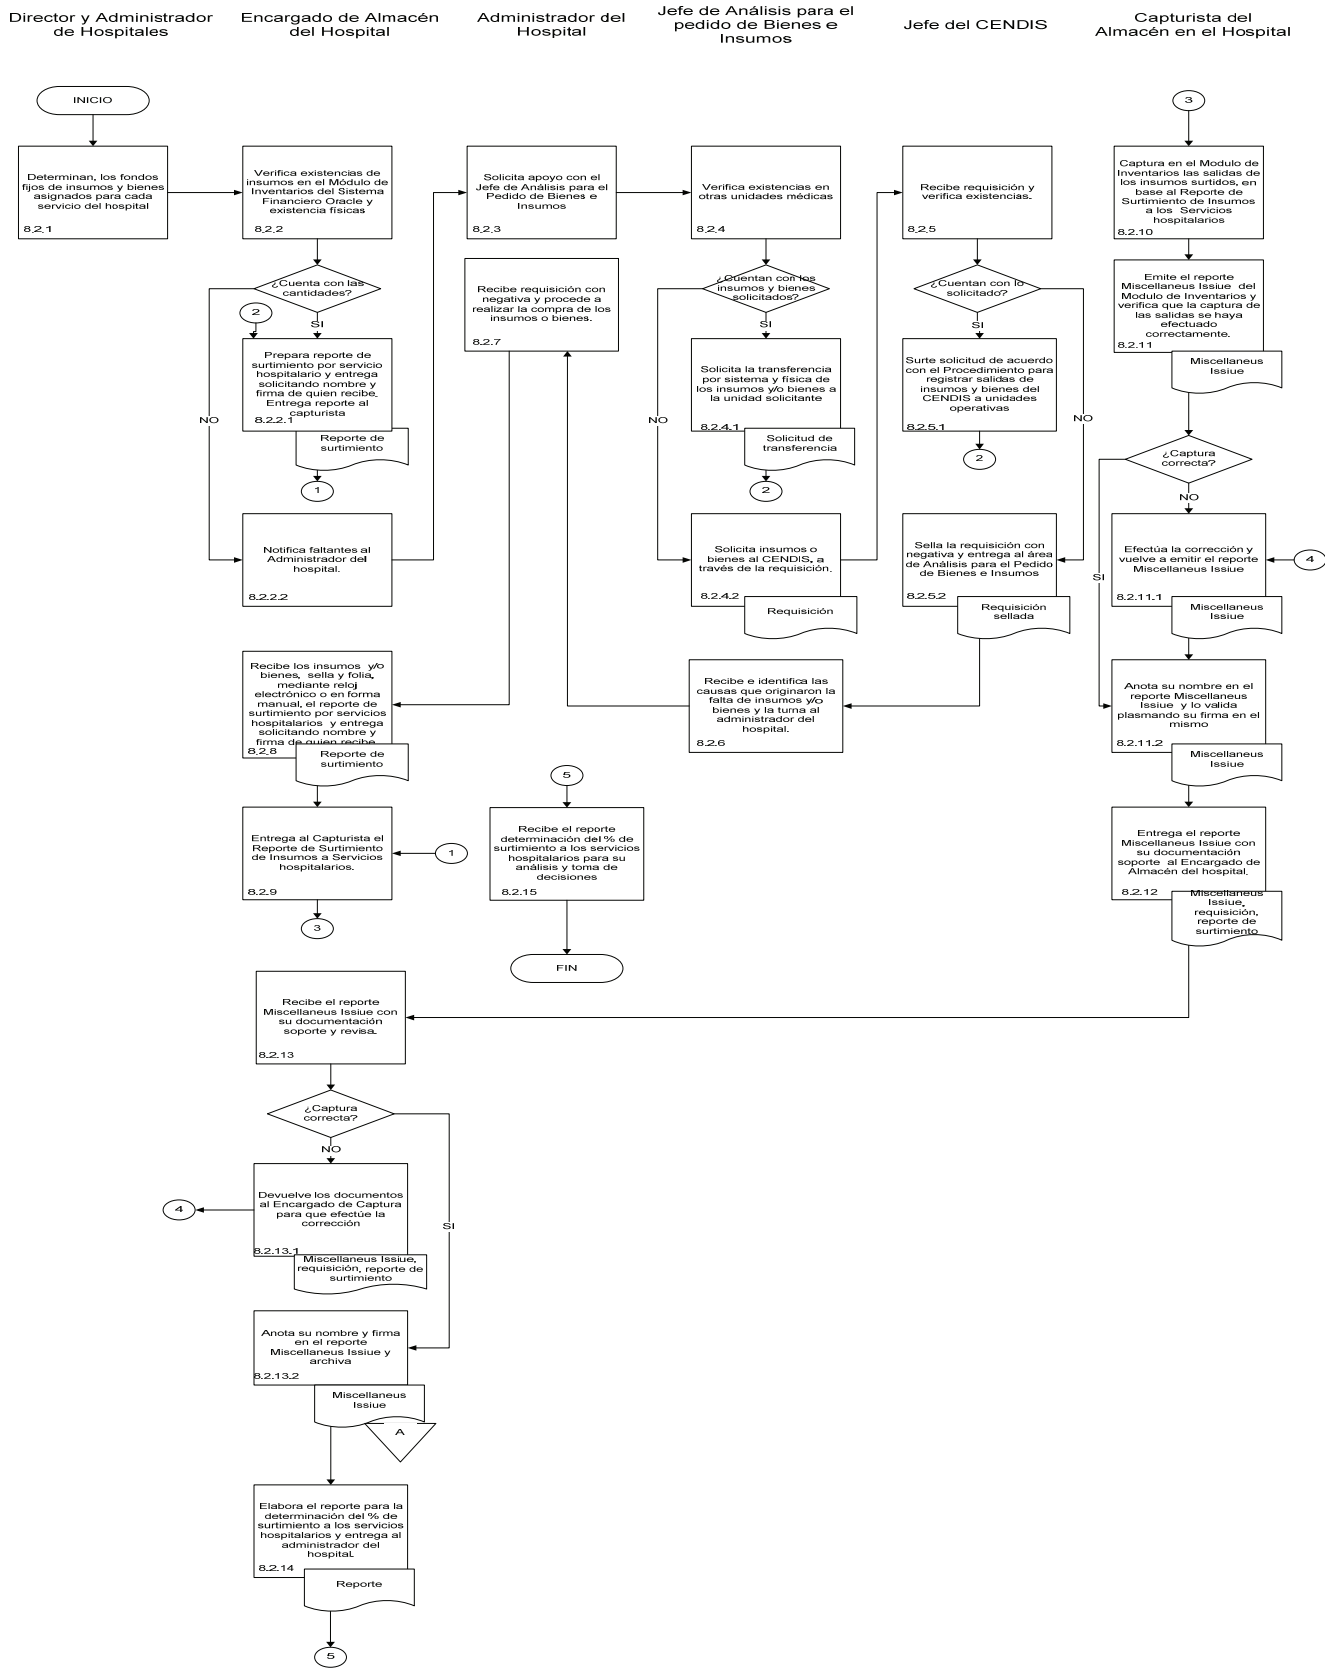 Director y Administrador
de Hospitales
Encargado de Almacén
del Hospital
Administrador del
Hospital
Jefe de Análisis para el
pedido de Bienes e
Insumos
Jefe del CENDIS
Capturista del
Almacén en el Hospital
INICIO
3
Determinan, los fondos
fijos de insumos y bienes
asignados para cada
servicio del hospital
8.2.1
Verifica existencias de
insumos en el Módulo de
Inventarios del Sistema
Financiero Oracle y
existencia físicas
8.2.2
Solicita apoyo con el
Jefe de Análisis para el
Pedido de Bienes e
Insumos
8.2.3
Verifica existencias en
otras unidades médicas
8.2.4
Recibe requisición y
verifica existencias.
8.2.5
Captura en el Modulo de
Inventarios las salidas de
los insumos surtidos, en
base al Reporte de
Surtimiento de Insumos
a los Servicios
hospitalarios
8.2.10
¿Cuenta con las
cantidades?
NO
SI
2
Recibe requisición con
negativa y procede a
realizar la compra de los
insumos o bienes.
8.2.7
¿Cuentan con los
insumos y bienes
solicitados?
NO
SI
¿Cuentan con lo
solicitado?
SI
NO
Emite el reporte
Miscellaneus Issiue del
Modulo de Inventarios y
verifica que la captura de
las salidas se haya
efectuado
correctamente.
8.2.11
Miscellaneus
Issiue
Prepara reporte de
surtimiento por servicio
hospitalario y entrega
solicitando nombre y
firma de quien recibe.
Entrega reporte al
capturista
8.2.2.1
Reporte de
surtimiento
1
Solicita la transferencia
por sistema y física de
los insumos y/o bienes a
la unidad solicitante
8.2.4.1
Solicitud de
transferencia
2
Surte solicitud de acuerdo
con el Procedimiento para
registrar salidas de
insumos y bienes del
CENDIS a unidades
operativas
8.2.5.1
2
¿Captura
correcta?
NO
SI
Notifica faltantes al
Administrador del
hospital.
8.2.2.2
Solicita insumos o
bienes al CENDIS, a
través de la requisición.
8.2.4.2
Requisición
Sella la requisición con
negativa y entrega al área
de Análisis para el Pedido
de Bienes e Insumos
8.2.5.2
Requisición
sellada
Efectúa la corrección y
vuelve a emitir el reporte
Miscellaneus Issiue
8.2.11.1
4
Miscellaneus
Issiue
Recibe los insumos y/o
bienes, sella y folia,
mediante reloj
electrónico o en forma
manual, el reporte de
surtimiento por servicios
hospitalarios y entrega
solicitando nombre y
firma de quien recibe
8.2.8
Reporte de
surtimiento
Recibe e identifica las
causas que originaron la
falta de insumos y/o
bienes y la turna al
administrador del
hospital.
8.2.6
Anota su nombre en el
reporte Miscellaneus
Issiue y lo valida
plasmando su firma en el
mismo
8.2.11.2
Miscellaneus
Issiue
5
Entrega al Capturista el
Reporte de Surtimiento
de Insumos a Servicios
hospitalarios.
8.2.9
1
3
Recibe el reporte
determinación del % de
surtimiento a los servicios
hospitalarios para su
análisis y toma de
decisiones
8.2.15
FIN
Entrega el reporte
Miscellaneus Issiue con
su documentación
soporte al Encargado de
Almacén del hospital.
8.2.12
Miscellaneus
Issiue,
requisición,
reporte de
surtimiento
Recibe el reporte
Miscellaneus Issiue con
su documentación
soporte y revisa.
8.2.13
¿Captura
correcta?
NO
SI
Devuelve los documentos
al Encargado de Captura
para que efectúe la
corrección
8.2.13.1
4
Miscellaneus Issiue,
requisición, reporte de
surtimiento
Anota su nombre y firma
en el reporte
Miscellaneus Issiue y
archiva
8.2.13.2
Miscellaneus
Issiue
A
Elabora el reporte para la
determinación del % de
surtimiento a los servicios
hospitalarios y entrega al
administrador del
hospital.
8.2.14
Reporte
5